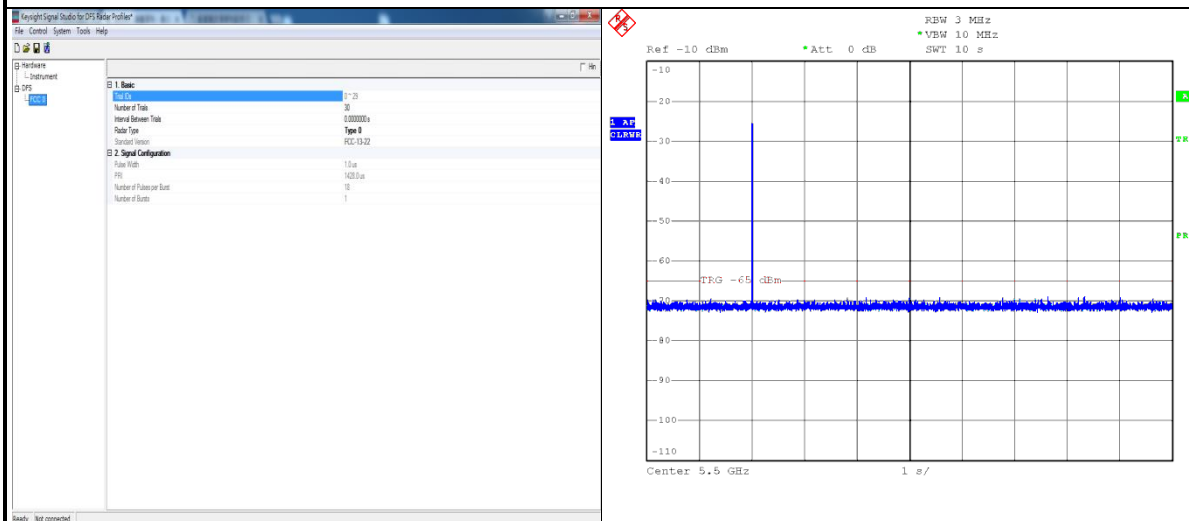 Keysight Signal Studio for DFS Radar Profiles*
File Control System Tools Help
Hardware
Instrument
DFS
FCC 0
Hin
1. Basic
Trial IDs 0~29
Number of Trials 30
Interval Between Trials 0.0000000 s
Radar Type Type 0
Standard Version FCC-13-22
2. Signal Configuration
Pulse Width 1.0 us
PRI 1428.0 us
Number of Pulses per Burst 18
Number of Bursts 1
Ready Not connected
R S
RBW 3 MHz
*VBW 10 MHz
Ref -10 dBm *Att 0 dB SWT 10 s
-10
-20
A
1 AP
CLRWR
-30
-40
-50
PR
-60
TRG -65 dBm
-70
-80
-90
-100
-110
Center 5.5 GHz 1 s/